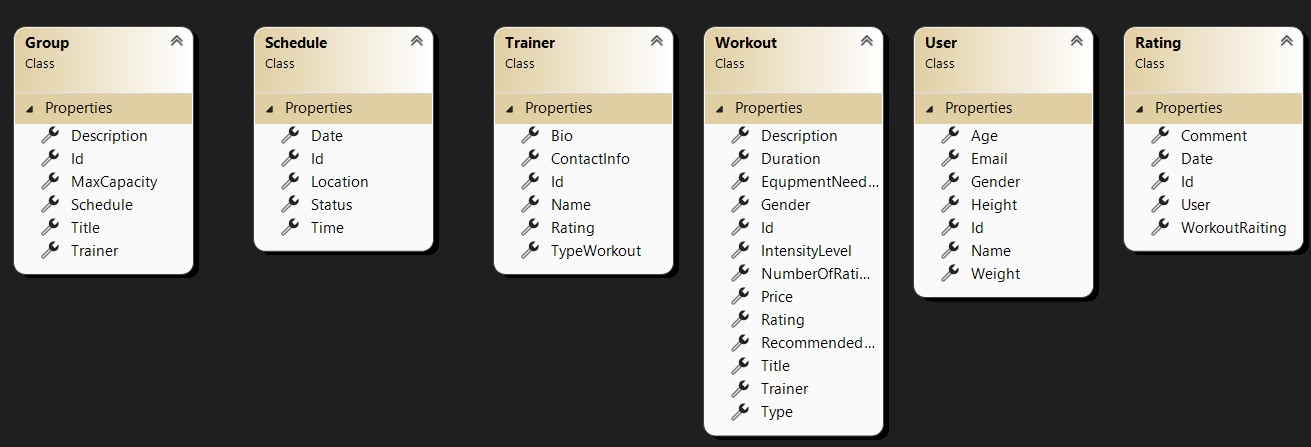 Group
Class
Properties
Description
Id
MaxCapacity
Schedule
Title
Trainer
Schedule
Class
Properties
Date
Id
Location
Status
Time
Trainer
Class
Properties
Bio
ContactInfo
Id
Name
Rating
TypeWorkout
Workout
Class
Properties
Description
Duration
EqupmentNeed...
Gender
Id
IntensityLevel
NumberOfRati...
Price
Rating
Recommended...
Title
Trainer
Type
User
Class
Properties
Age
Email
Gender
Height
Id
Name
Weight
Rating
Class
Properties
Comment
Date
Id
User
WorkoutRaiting